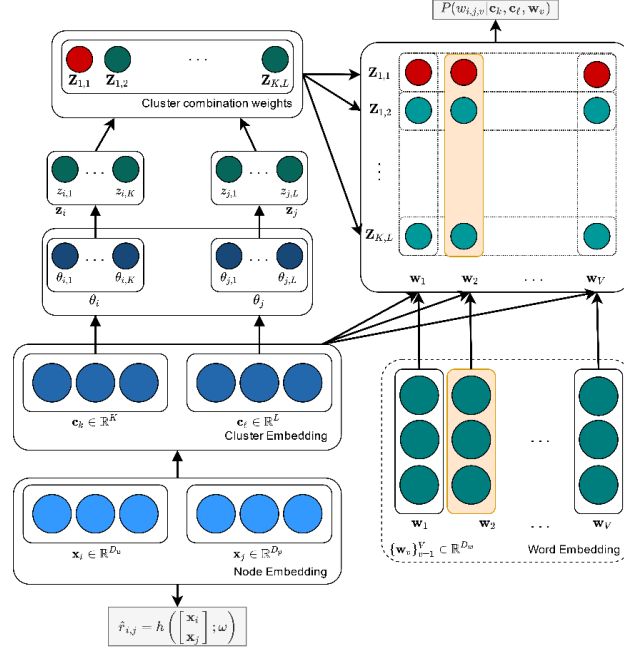 P(w_{i,j,v}|c_k, c_ℓ, w_v)
Z_{1,1} Z_{1,2} ... Z_{K,L}
Cluster combination weights
z_{i,1} ... z_{i,K}
z_i
z_{j,1} ... z_{j,L}
z_j
θ_{i,1} ... θ_{i,K}
θ_i
θ_{j,1} ... θ_{j,L}
θ_j
c_k ∈ ℝ^K
c_ℓ ∈ ℝ^L
Cluster Embedding
x_i ∈ ℝ^{D_u}
x_j ∈ ℝ^{D_p}
Node Embedding
r̂_{i,j} = h([x_i x_j]; ω)
Z_{1,1}
Z_{1,2}
⋮
Z_{K,L}
w_1 w_2 ... w_V
...
w_1 w_2 ... w_V
{w_v}_{v=1}^V ⊂ ℝ^{D_w}
Word Embedding